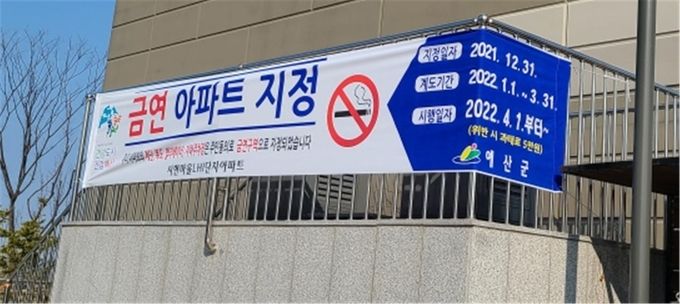 금연 아파트 지정
금연구역으로 지정되었습니다
지정일자 2021. 12. 31.
계도기간 2022. 1.1. ~ 3. 31.
시행일자 2022. 4. 1.부터~
(위반 시 과태료 5만원)
예산군